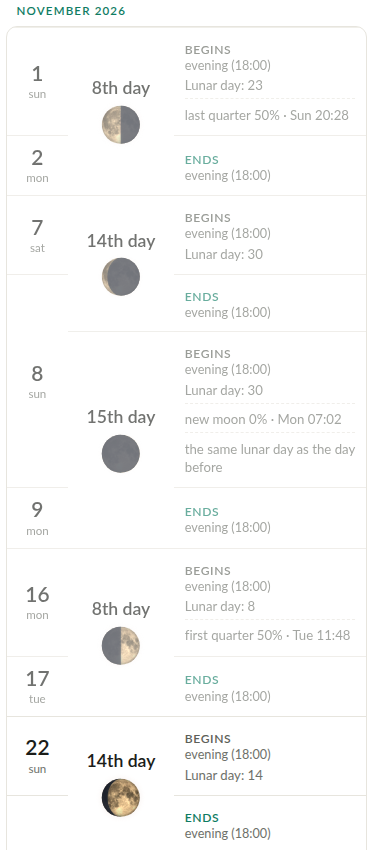 NOVEMBER 2026
1
sun
8th day
BEGINS
evening (18:00)
Lunar day: 23
last quarter 50% · Sun 20:28
2
mon
ENDS
evening (18:00)
7
sat
14th day
BEGINS
evening (18:00)
Lunar day: 30
ENDS
evening (18:00)
8
sun
15th day
BEGINS
evening (18:00)
Lunar day: 30
new moon 0% · Mon 07:02
the same lunar day as the day
before
9
mon
ENDS
evening (18:00)
16
mon
8th day
BEGINS
evening (18:00)
Lunar day: 8
first quarter 50% · Tue 11:48
17
tue
ENDS
evening (18:00)
22
sun
14th day
BEGINS
evening (18:00)
Lunar day: 14
ENDS
evening (18:00)